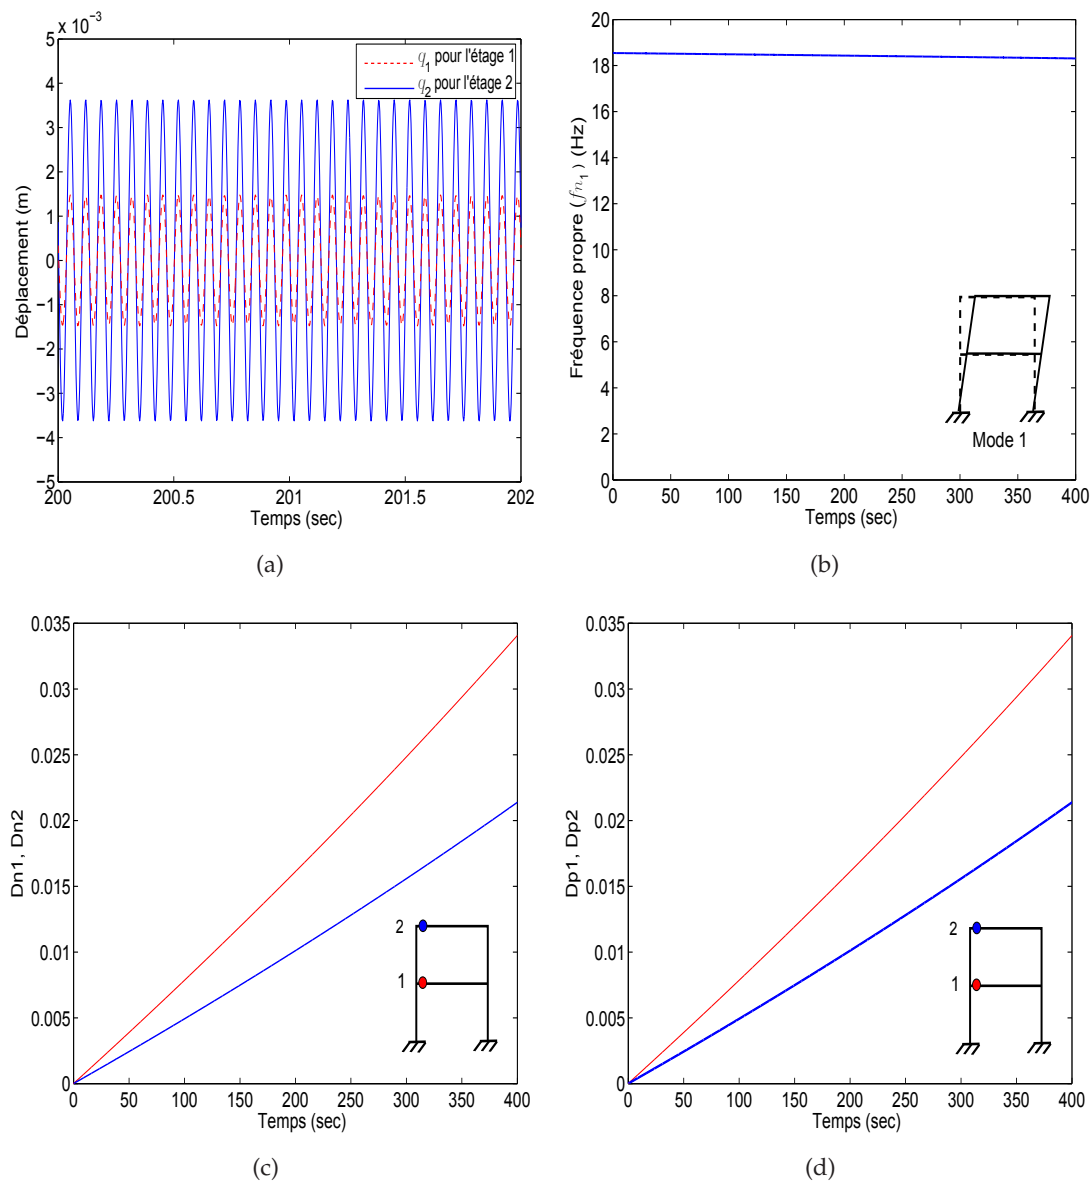 x 10⁻³
5
4
3
2
1
0
−1
−2
−3
−4
−5
Déplacement (m)
q₁ pour l'étage 1
q₂ pour l'étage 2
200 200.5 201 201.5 202
Temps (sec)
(a)
20
18
16
14
12
10
8
6
4
2
0
Fréquence propre (fn₁) (Hz)
Mode 1
0 50 100 150 200 250 300 350 400
Temps (sec)
(b)
0.035
0.03
0.025
0.02
0.015
0.01
0.005
0
Dn1, Dn2
2
1
0 50 100 150 200 250 300 350 400
Temps (sec)
(c)
0.035
0.03
0.025
0.02
0.015
0.01
0.005
0
Dp1, Dp2
2
1
0 50 100 150 200 250 300 350 400
Temps (sec)
(d)